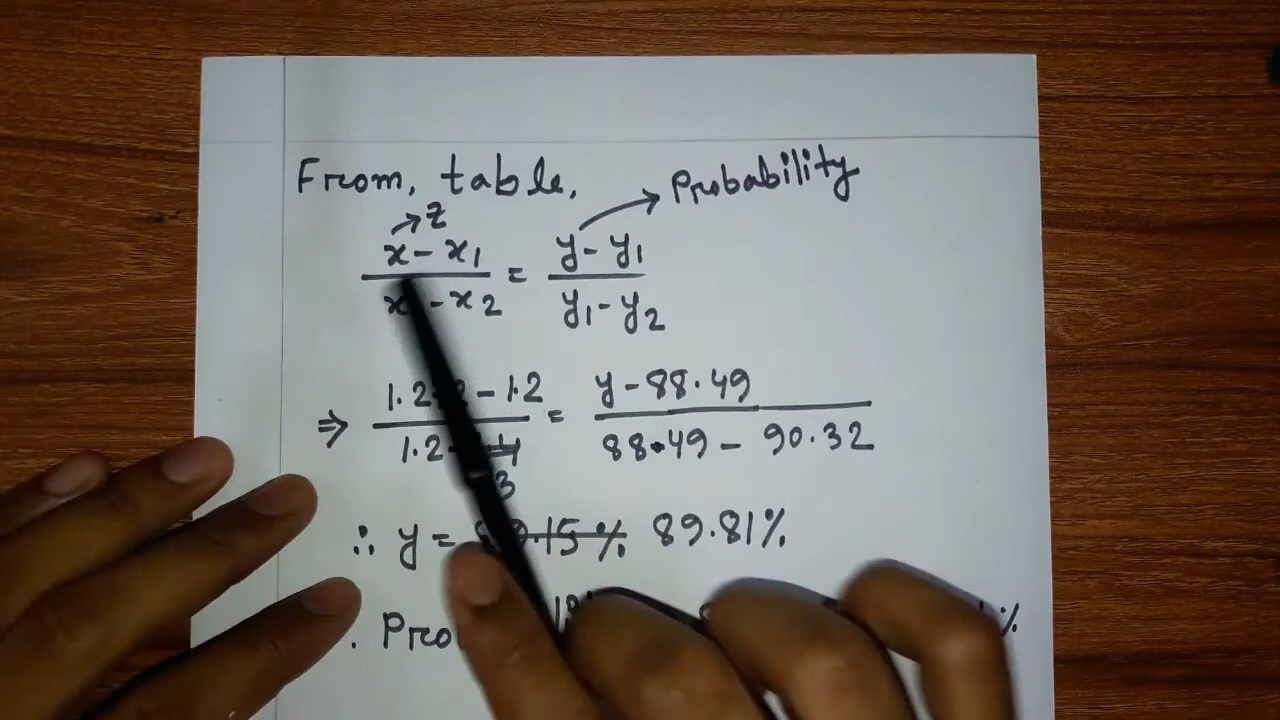 From, table,
→ Probability
→ z
x - x1 / x - x2 = y - y1 / y1 - y2
⇒ 1.2 - 1.2 / 1.2 3 = y - 88.49 / 88.49 - 90.32
∴ y = .15 % 89.81%
%